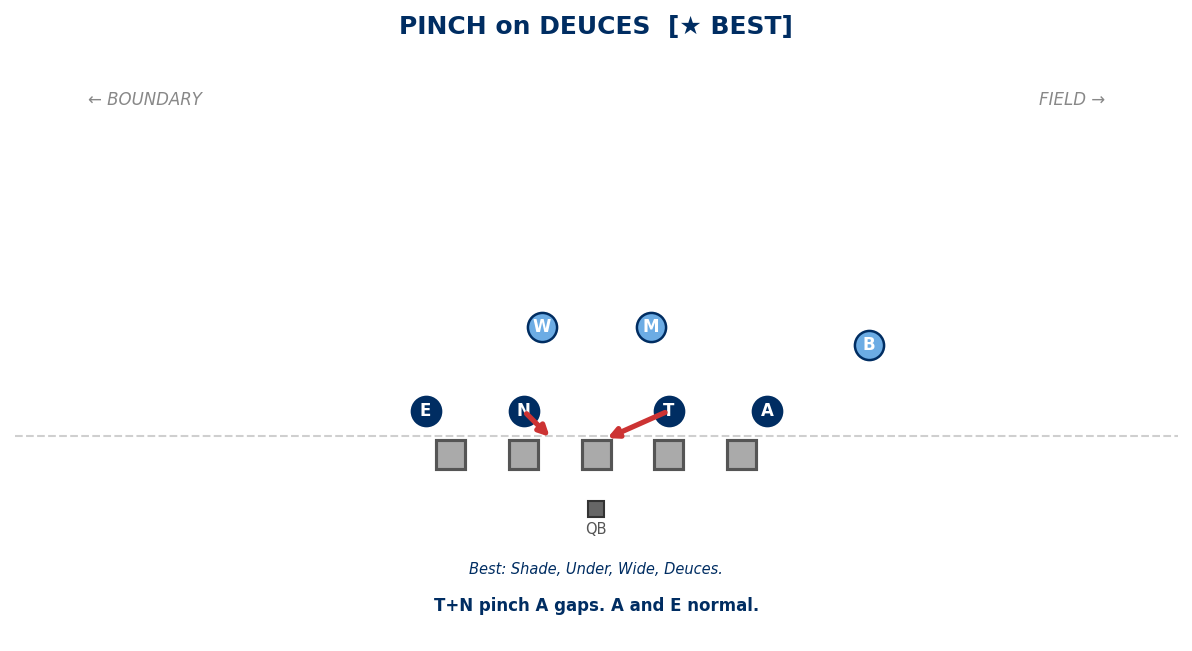 PINCH on DEUCES [★ BEST]
← BOUNDARY
FIELD →
W
M
B
E
N
T
A
QB
Best: Shade, Under, Wide, Deuces.
T+N pinch A gaps. A and E normal.